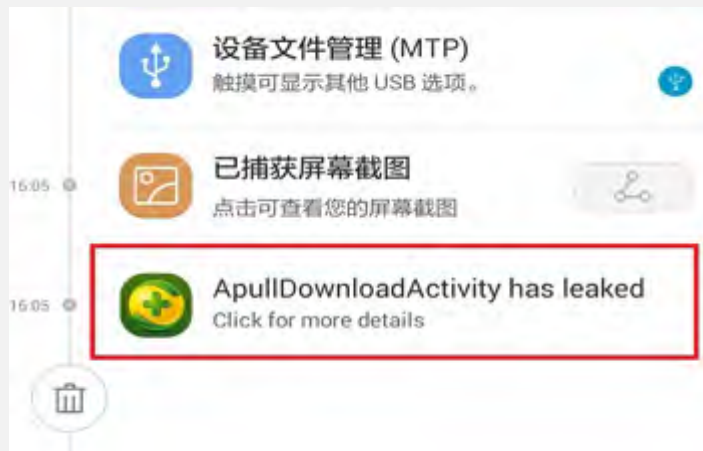 设备文件管理 (MTP)
触摸可显示其他 USB 选项。
已捕获屏幕截图
16:05
点击可查看您的屏幕截图
ApullDownloadActivity has leaked
16:05
Click for more details